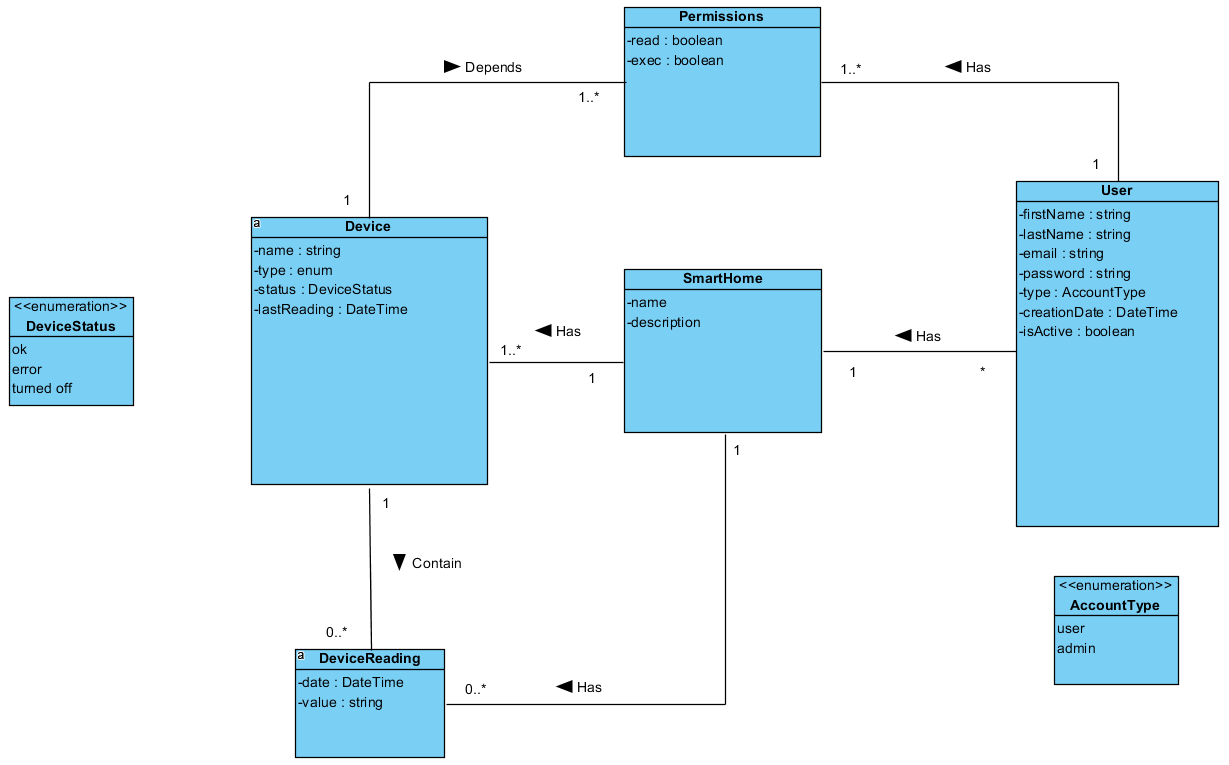 Permissions
-read : boolean
-exec : boolean
Depends
1..*
1
1..*
Has
1
User
-firstName : string
-lastName : string
-email : string
-password : string
-type : AccountType
-creationDate : DateTime
-isActive : boolean
a
Device
-name : string
-type : enum
-status : DeviceStatus
-lastReading : DateTime
SmartHome
-name
-description
<<enumeration>>
DeviceStatus
ok
error
turned off
Has
1..*
1
Has
1
*
1
Contain
0..*
1
a
DeviceReading
-date : DateTime
-value : string
0..*
Has
<<enumeration>>
AccountType
user
admin